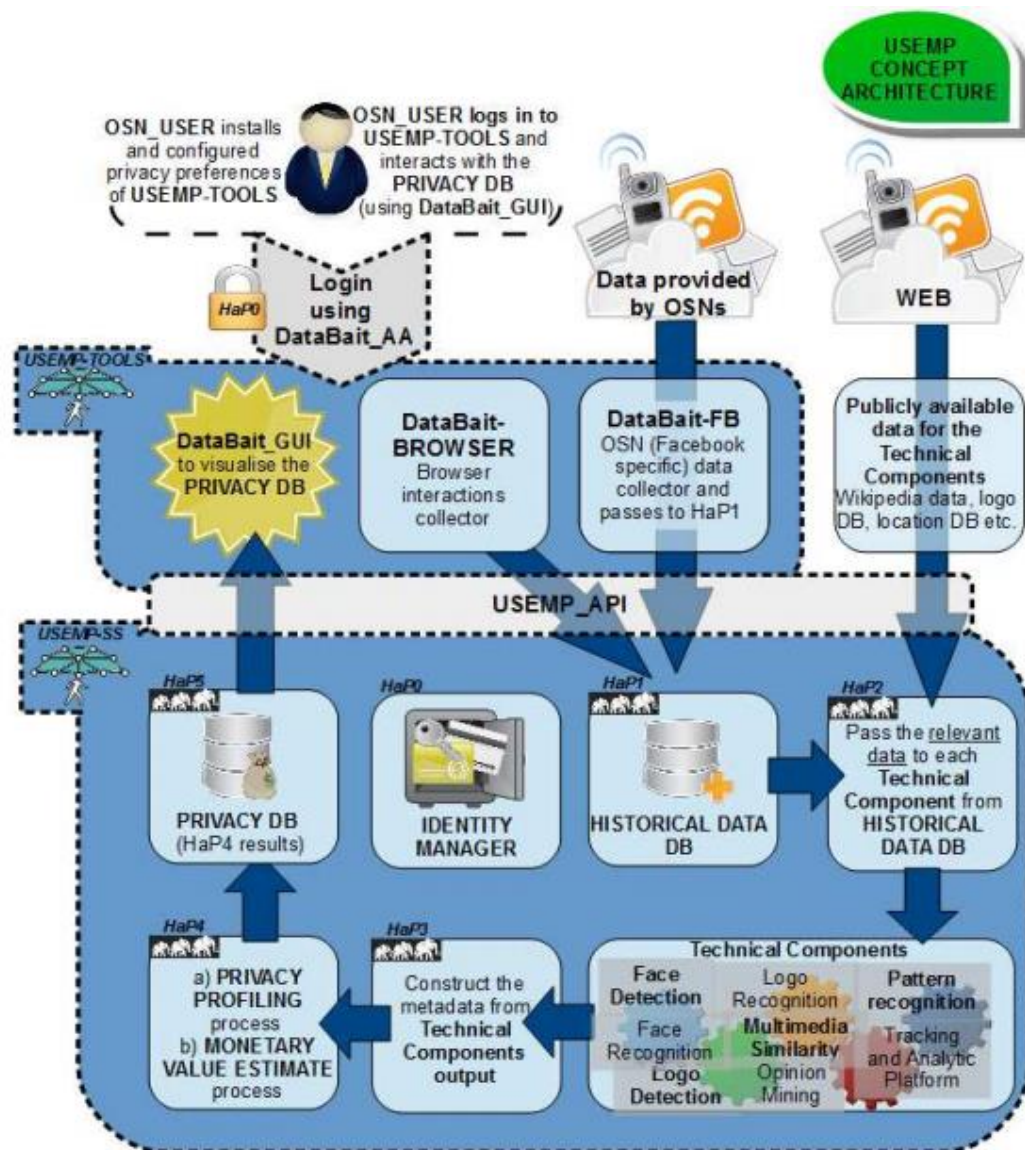 USEMP
CONCEPT
ARCHITECTURE
OSN_USER installs
and configured
privacy preferences
of USEMP-TOOLS
OSN_USER logs in to
USEMP-TOOLS and
interacts with the
PRIVACY DB
(using DataBait_GUI)
HaP0
Login
using
DataBait_AA
Data provided
by OSNs
WEB
USEMP-TOOLS
DataBait_GUI
to visualise the
PRIVACY DB
DataBait-
BROWSER
Browser
interactions
collector
DataBait-FB
OSN (Facebook
specific) data
collector and
passes to HaP1
Publicly available
data for the
Technical
Components
Wikipedia data, logo
DB, location DB etc.
USEMP_API
USEMP-SS
HaP5
PRIVACY DB
(HaP4 results)
HaP0
IDENTITY
MANAGER
HaP1
HISTORICAL DATA
DB
HaP2
Pass the relevant
data to each
Technical
Component from
HISTORICAL
DATA DB
HaP4
a) PRIVACY
PROFILING
process
b) MONETARY
VALUE ESTIMATE
process
HaP3
Construct the
metadata from
Technical
Components
output
Technical Components
Face
Detection
Logo
Recognition
Pattern
recognition
Face
Recognition
Multimedia
Similarity
Tracking
and Analytic
Platform
Logo
Detection
Opinion
Mining